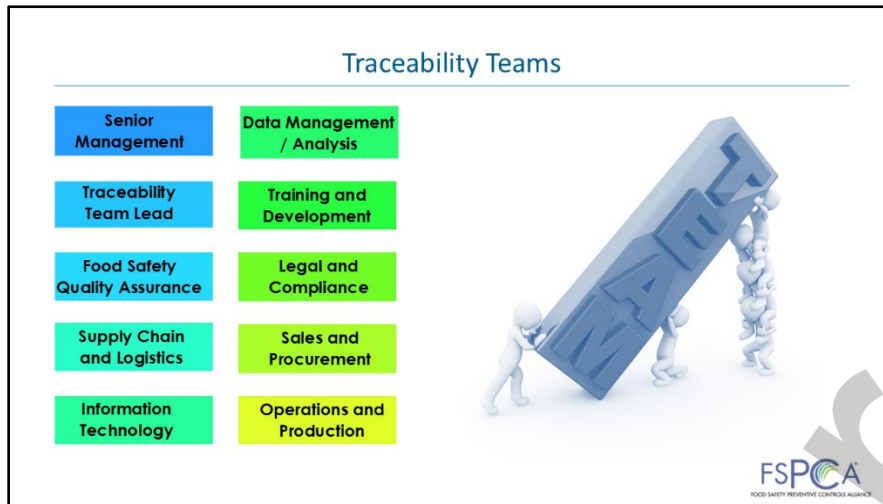 Traceability Teams
Senior
Management
Traceability
Team Lead
Food Safety
Quality Assurance
Supply Chain
and Logistics
Information
Technology
Data Management
/ Analysis
Training and
Development
Legal and
Compliance
Sales and
Procurement
Operations and
Production
TEAM
FSPCA
FOOD SAFETY PREVENTIVE CONTROLS ALLIANCE